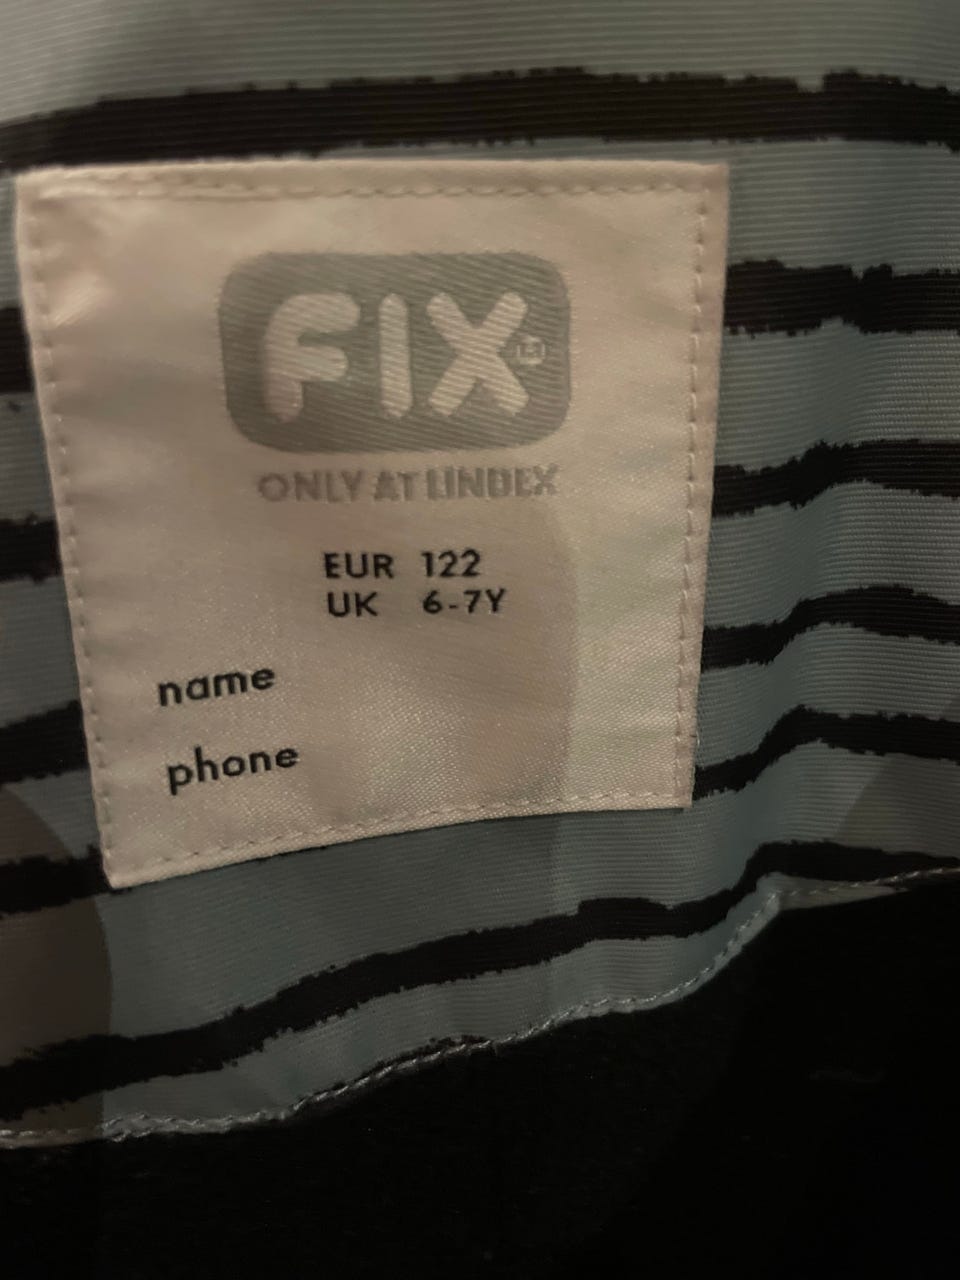 FIX
ONLY AT LINDEX
EUR 122
UK 6-7Y
name
phone